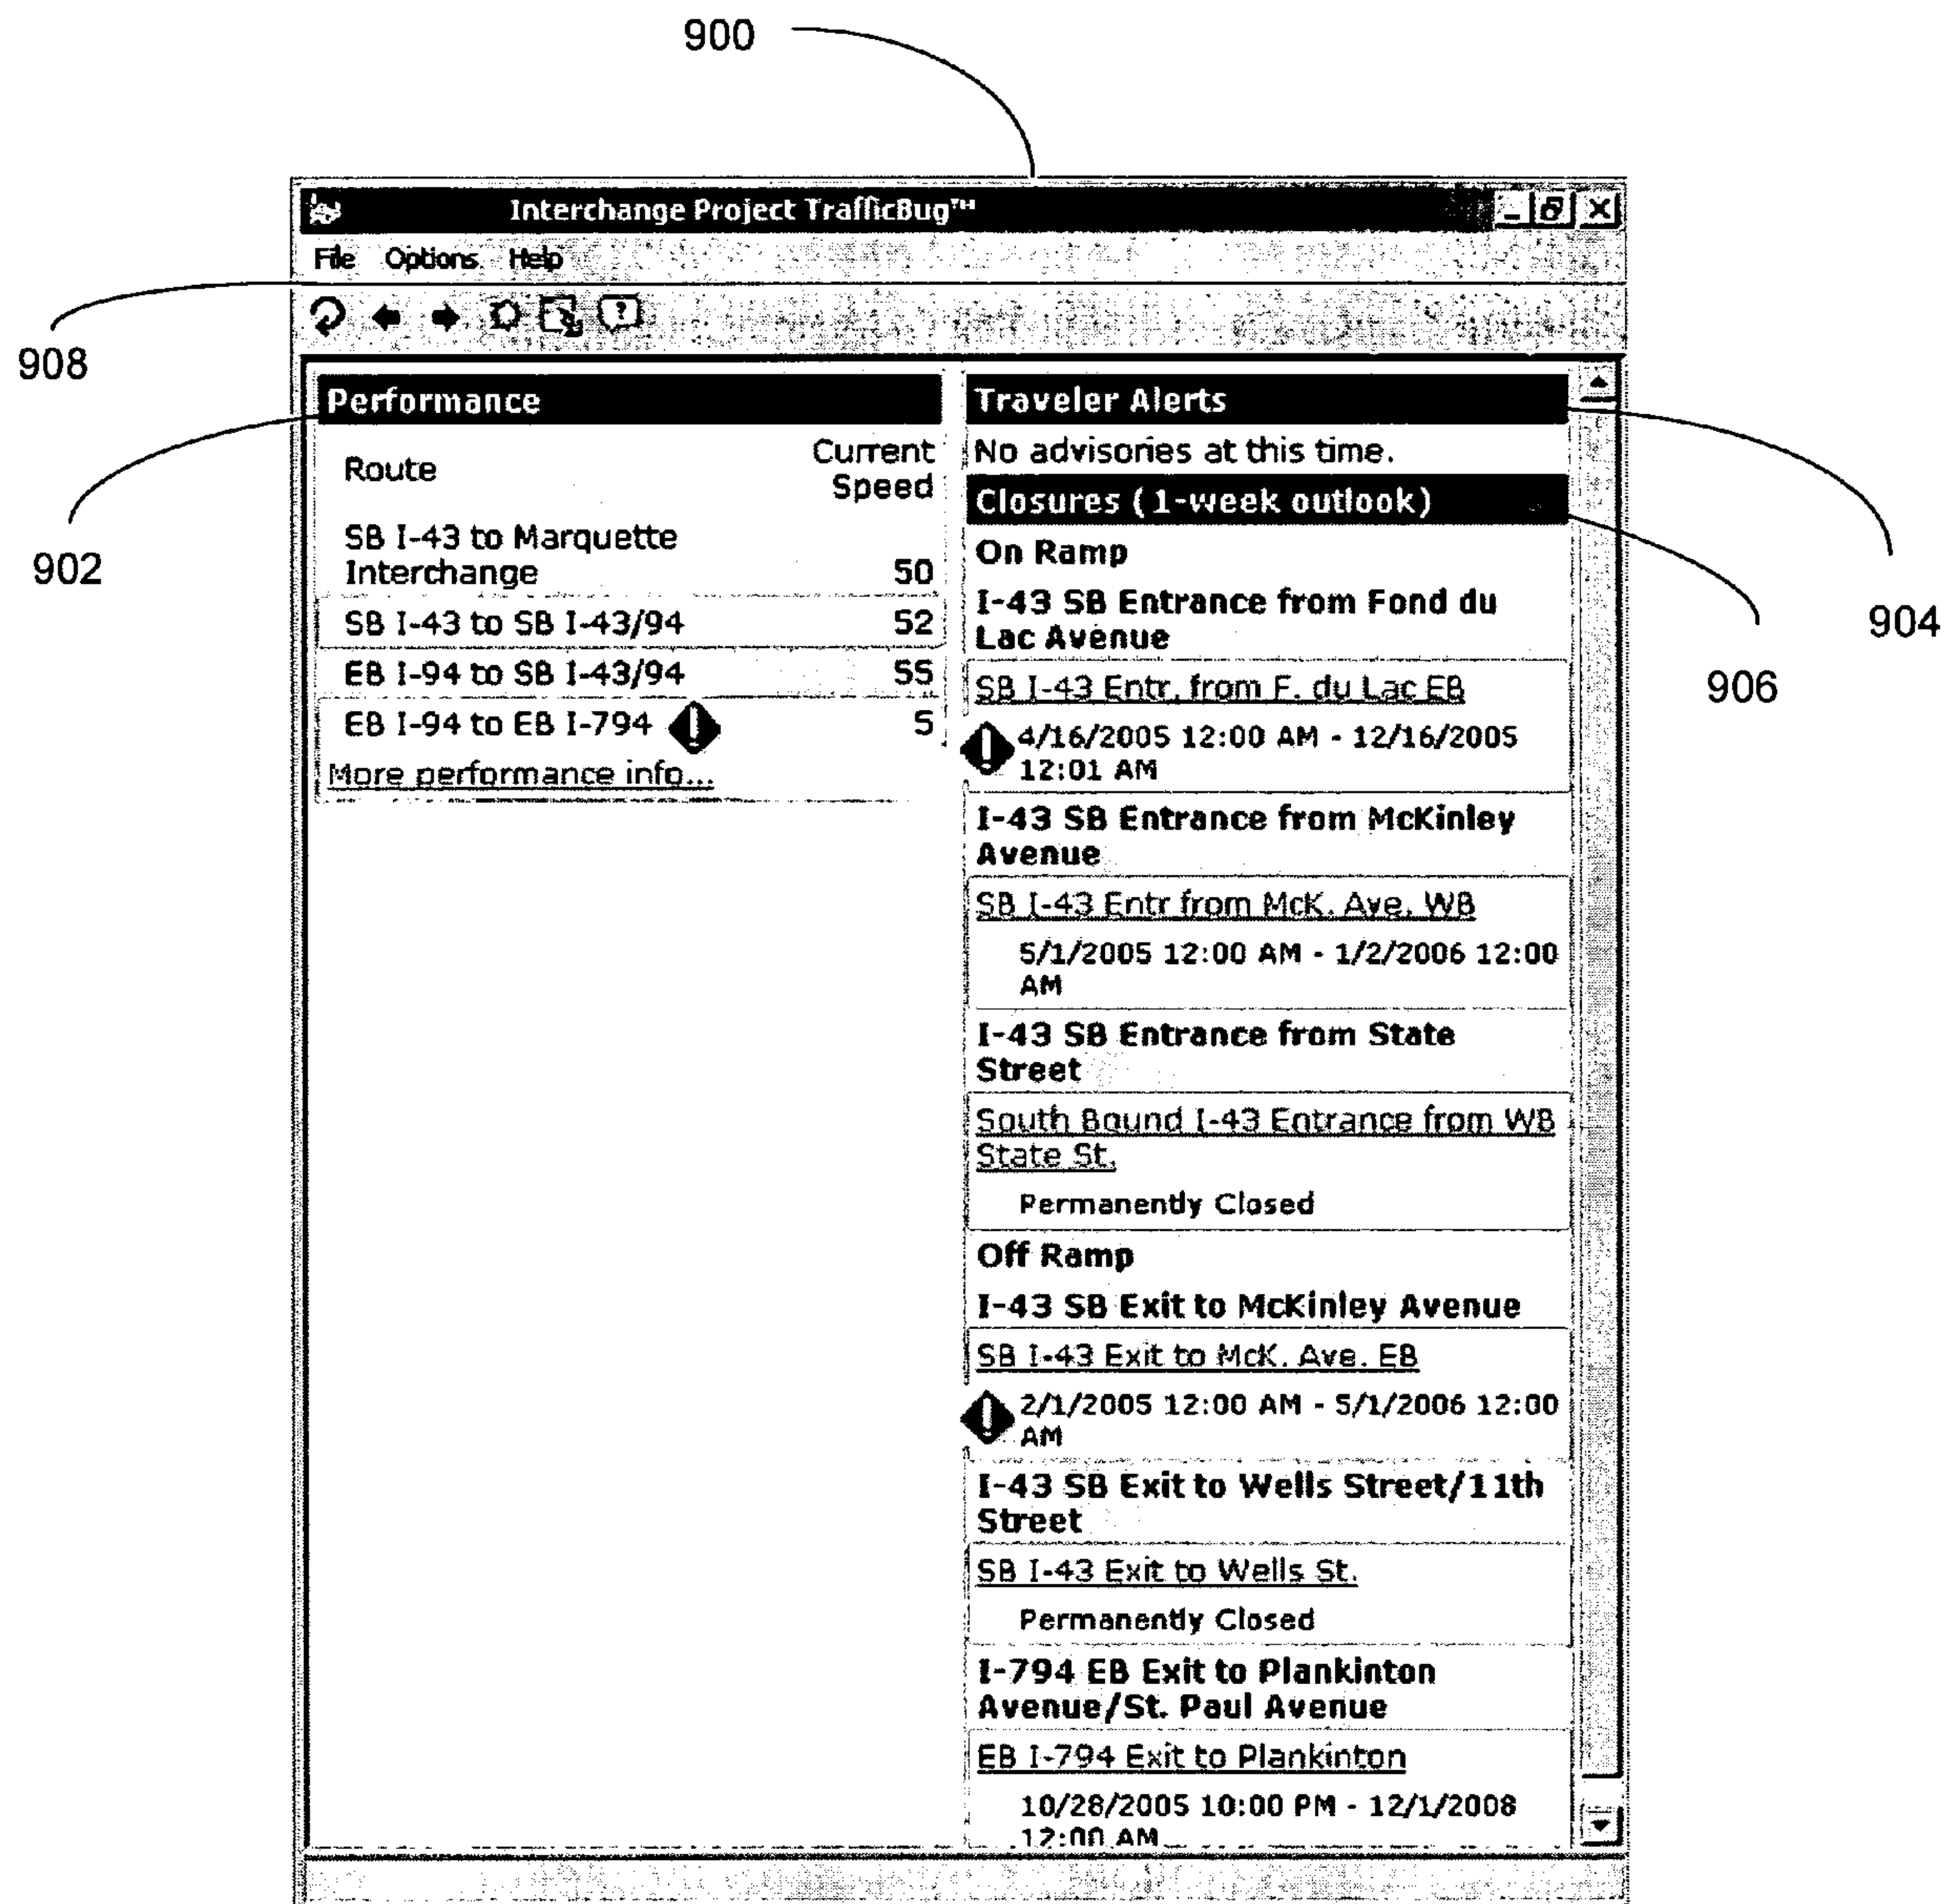 900
Interchange Project TrafficBug™
File Options Help
908
Performance
Route
Current
Speed
SB I-43 to Marquette
Interchange 50
SB I-43 to SB I-43/94 52
EB I-94 to SB I-43/94 55
EB I-94 to EB I-794 5
More performance info...
902
Traveler Alerts
No advisories at this time.
Closures (1-week outlook)
On Ramp
I-43 SB Entrance from Fond du
Lac Avenue
SB I-43 Entr. from F. du Lac EB
4/16/2005 12:00 AM - 12/16/2005
12:01 AM
I-43 SB Entrance from McKinley
Avenue
SB I-43 Entr from McK. Ave. WB
5/1/2005 12:00 AM - 1/2/2006 12:00
AM
I-43 SB Entrance from State
Street
South Bound I-43 Entrance from WB
State St.
Permanently Closed
Off Ramp
I-43 SB Exit to McKinley Avenue
SB I-43 Exit to McK. Ave. EB
2/1/2005 12:00 AM - 5/1/2006 12:00
AM
I-43 SB Exit to Wells Street/11th
Street
SB I-43 Exit to Wells St.
Permanently Closed
I-794 EB Exit to Plankinton
Avenue/St. Paul Avenue
EB I-794 Exit to Plankinton
10/28/2005 10:00 PM - 12/1/2008
12:00 AM
904
906